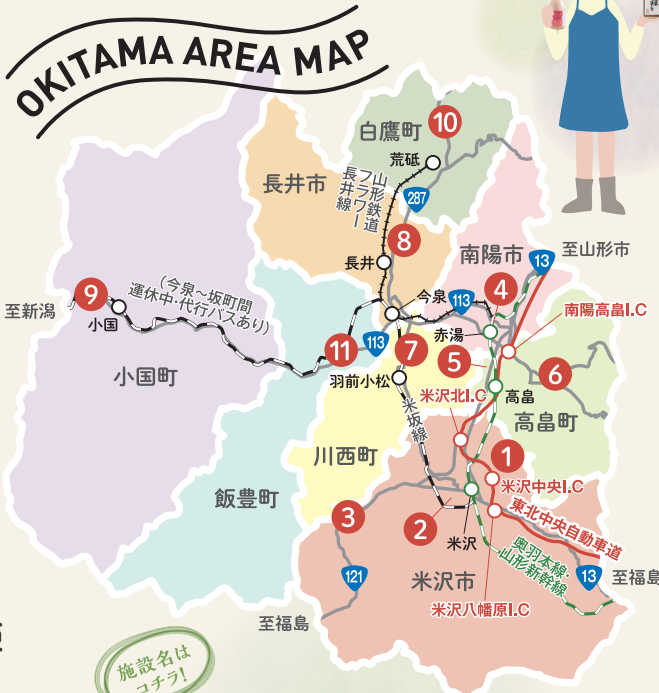 OKITAMA AREA MAP
白鷹町
10
荒砥
山形鉄道
フラワー
長井線
287
長井市
8
長井
南陽市
13
至山形市
9
至新潟
小国
(今泉〜坂町間
運休中・代行バスあり)
今泉
113
4
南陽高畠I.C
赤湯
11
113
7
5
6
小国町
羽前小松
高畠
米沢北I.C
高畠町
米坂線
川西町
1
飯豊町
米沢中央I.C
3
2
米沢
東北中央自動車道
奥羽本線・
山形新幹線
121
米沢市
13
至福島
米沢八幡原I.C
至福島
施設名は
コチラ!